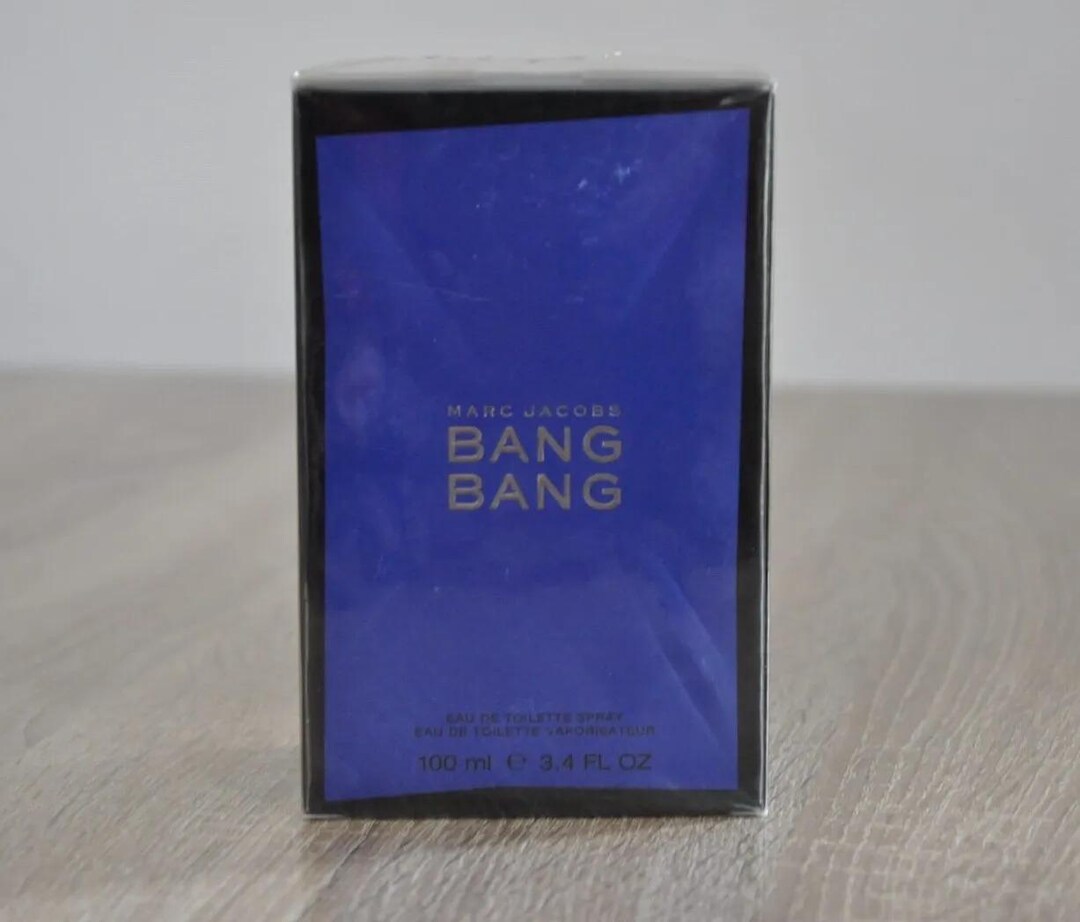 MARC JACOBS
BANG
BANG
EAU DE TOILETTE SPRAY
EAU DE TOILETTE VAPORISATEUR
100 ml ℮ 3.4 FL OZ